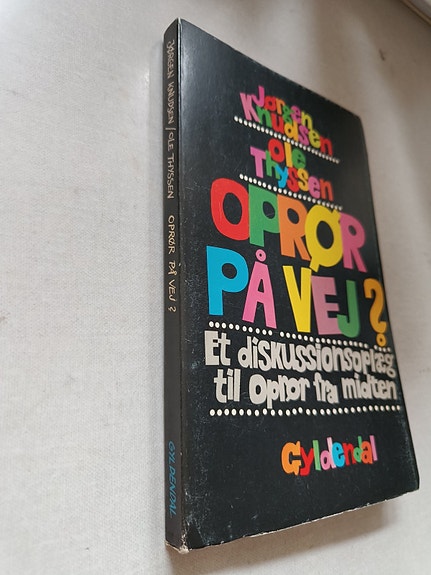 JØRGEN KNUDSEN / OLE THYSSEN OPRØR PÅ VEJ ?
GYLDENDAL
Jørgen
Knudsen
Ole
Thyssen
OPRØR
PÅ VEJ ?
Et diskussionsoplæg
til oprør fra midten
Gyldendal